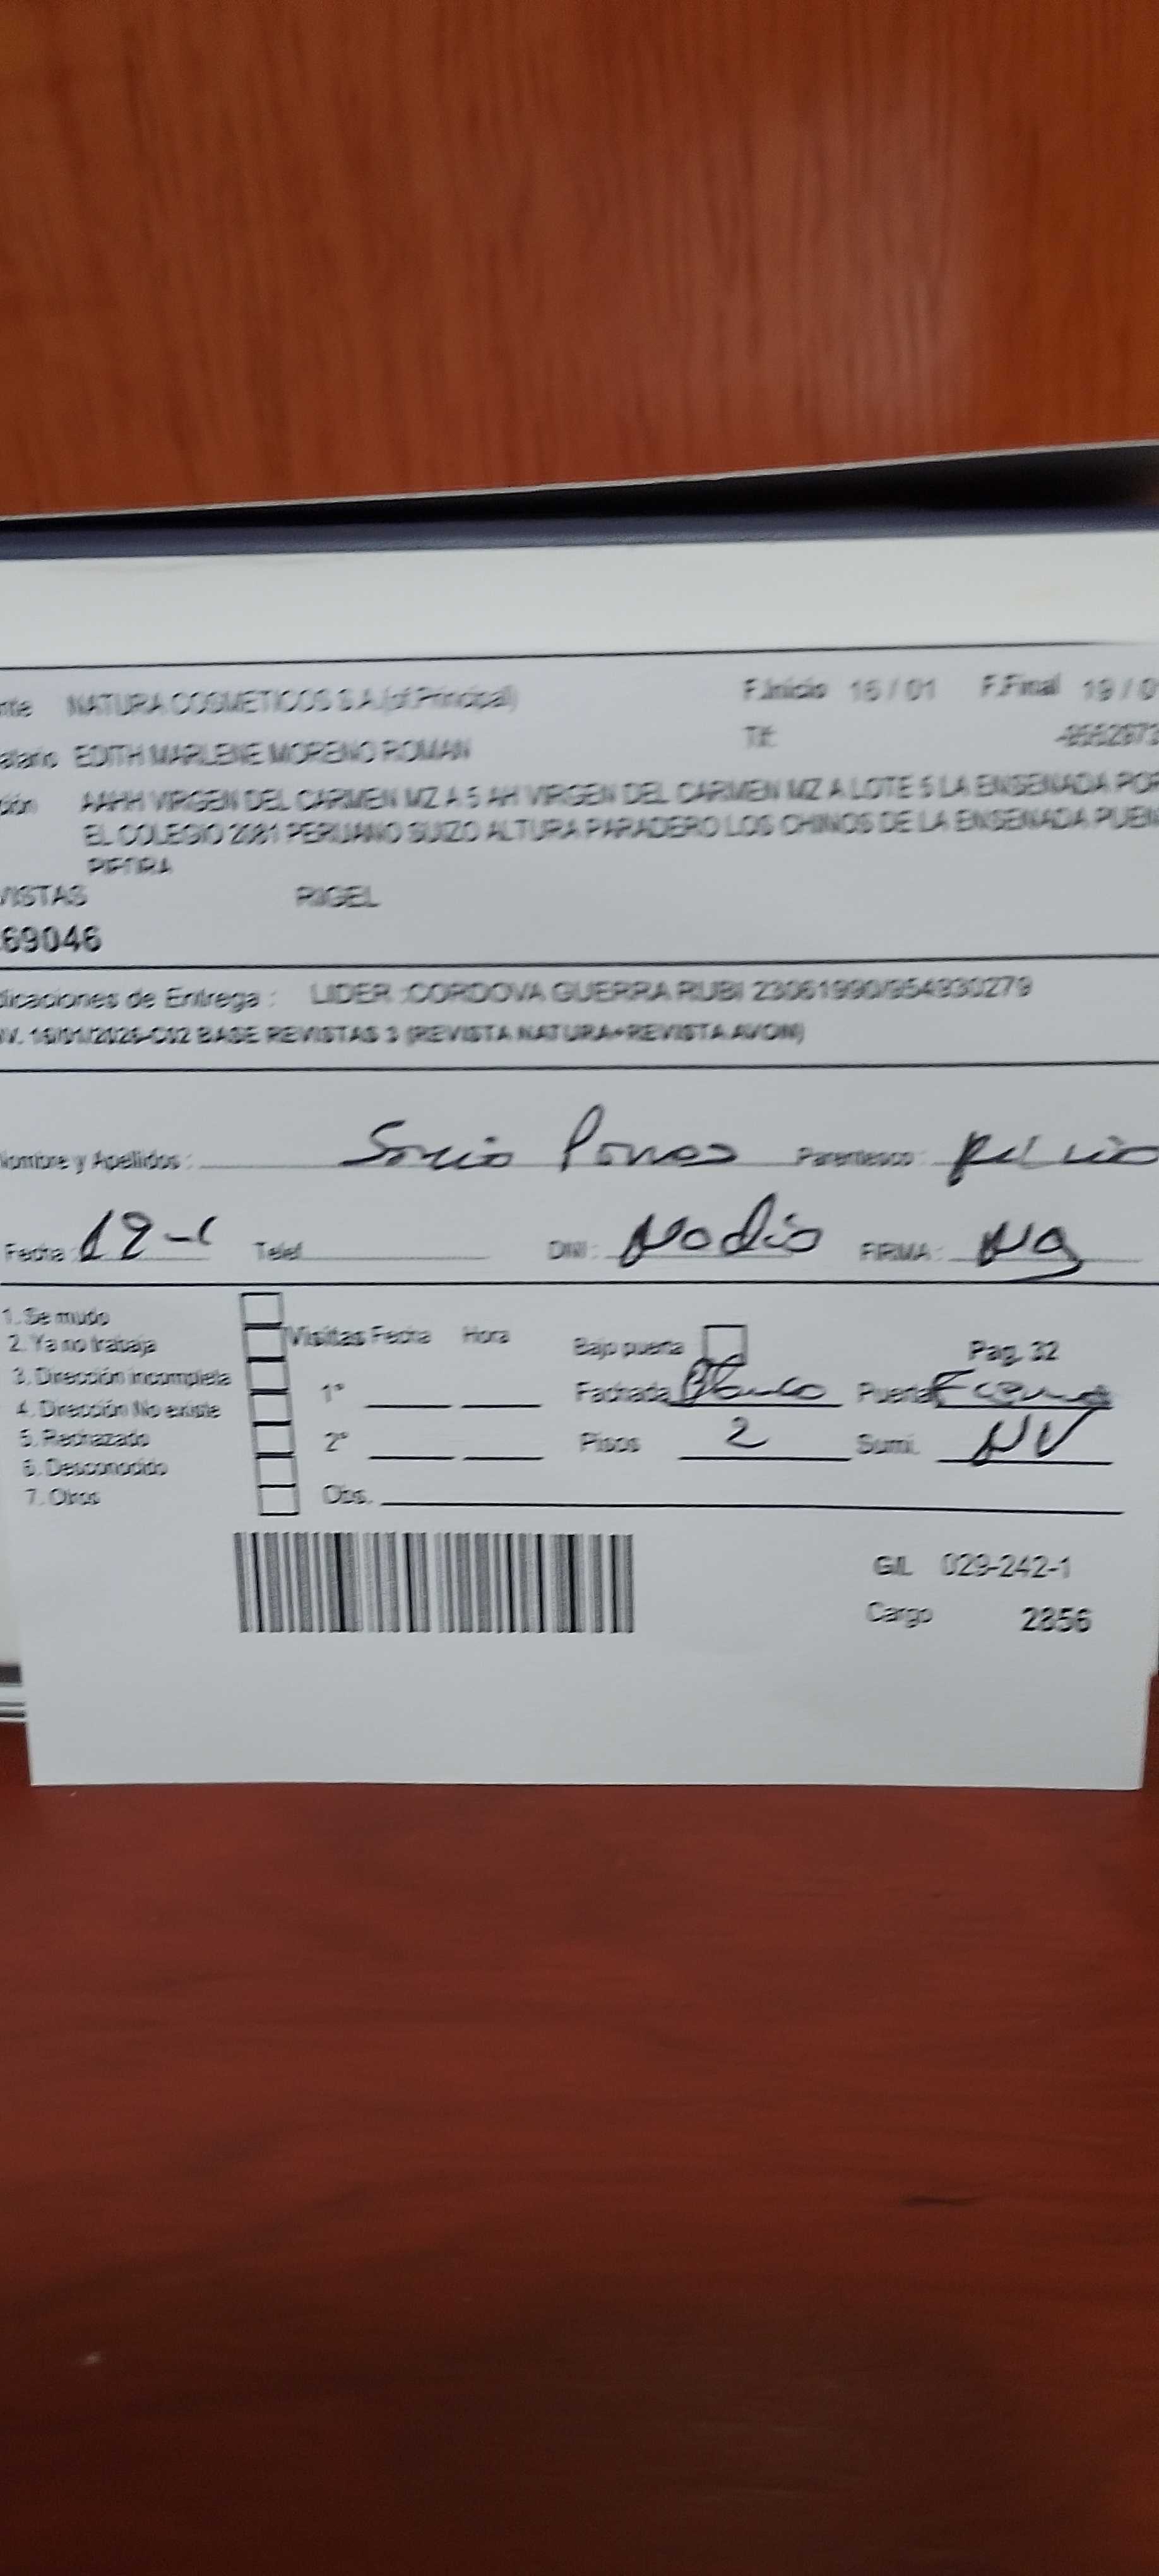 nte NATURA COSMETICOS S.A.(of.Principal) F.Inicio 16 / 01 F.Final 19 / 0
atario EDITH MARLENE MORENO ROMAN Tlf: -9552673
ción AAHH VIRGEN DEL CARMEN MZ A 5 AH VIRGEN DEL CARMEN MZ A LOTE 5 LA ENSENADA POR
EL COLEGIO 2081 PERUANO SUIZO ALTURA PARADERO LOS CHINOS DE LA ENSENADA PUEN
PIEDRA
VISTAS RIGEL
69046
dicaciones de Entrega : LIDER :CORDOVA GUERRA RUBI 23061990/954930279
NV. 16/01/2026-C02 BASE REVISTAS 3 (REVISTA NATURA+REVISTA AVON)
Nombre y Apellidos : Parentesco :
Fecha : 19-1 Telef. DNI : No dio FIRMA :
1. Se mudo
2. Ya no trabaja Visitas Fecha Hora Bajo puerta Pag. 32
3. Dirección incompleta 1° Fachada Blanco Puerta
4. Dirección No existe
5. Rechazado 2° Pisos 2 Sumi. NV
6. Desconocido
7. Otros Obs.
G/L 029-242-1
Cargo 2356